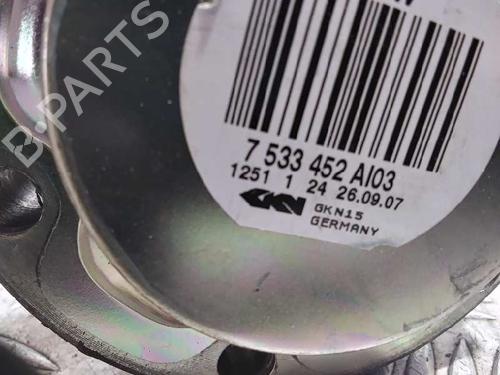 7 533 452 AI03
1251 1 24 26.09.07
GKN
GKN15
GERMANY
B-PARTS